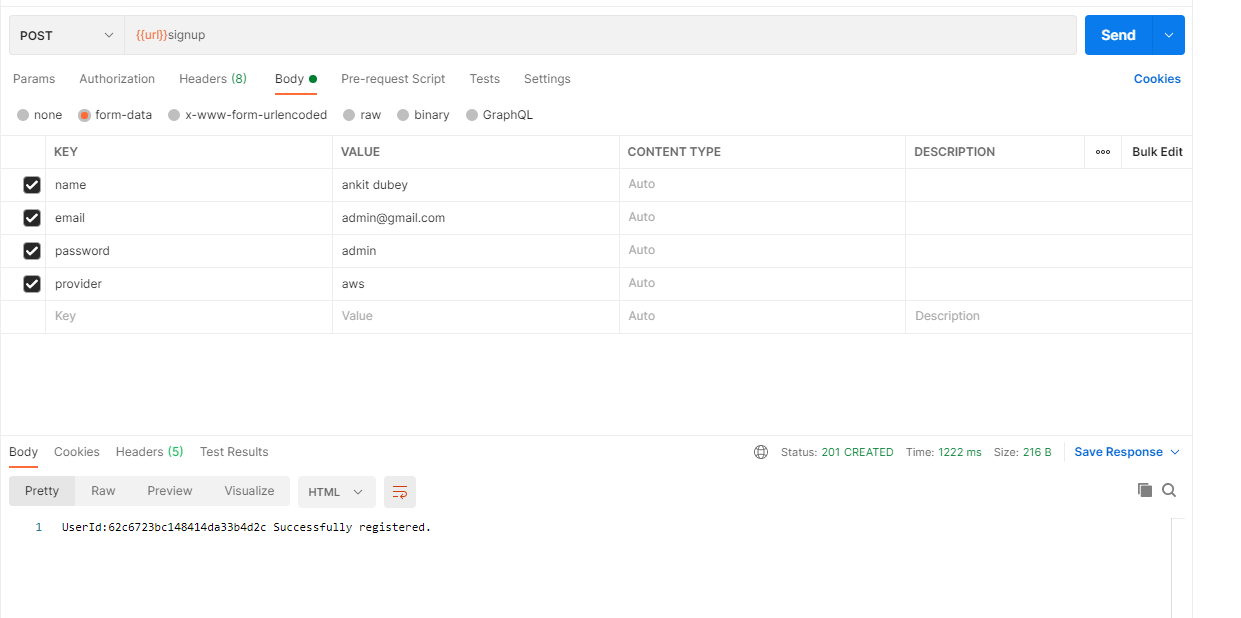 POST {{url}}signup Send
Params Authorization Headers (8) Body Pre-request Script Tests Settings Cookies
none form-data x-www-form-urlencoded raw binary GraphQL
KEY VALUE CONTENT TYPE DESCRIPTION Bulk Edit
name ankit dubey Auto
email admin@gmail.com Auto
password admin Auto
provider aws Auto
Key Value Auto Description
Body Cookies Headers (5) Test Results Status: 201 CREATED Time: 1222 ms Size: 216 B Save Response
Pretty Raw Preview Visualize HTML
1 UserId:62c6723bc148414da33b4d2c Successfully registered.